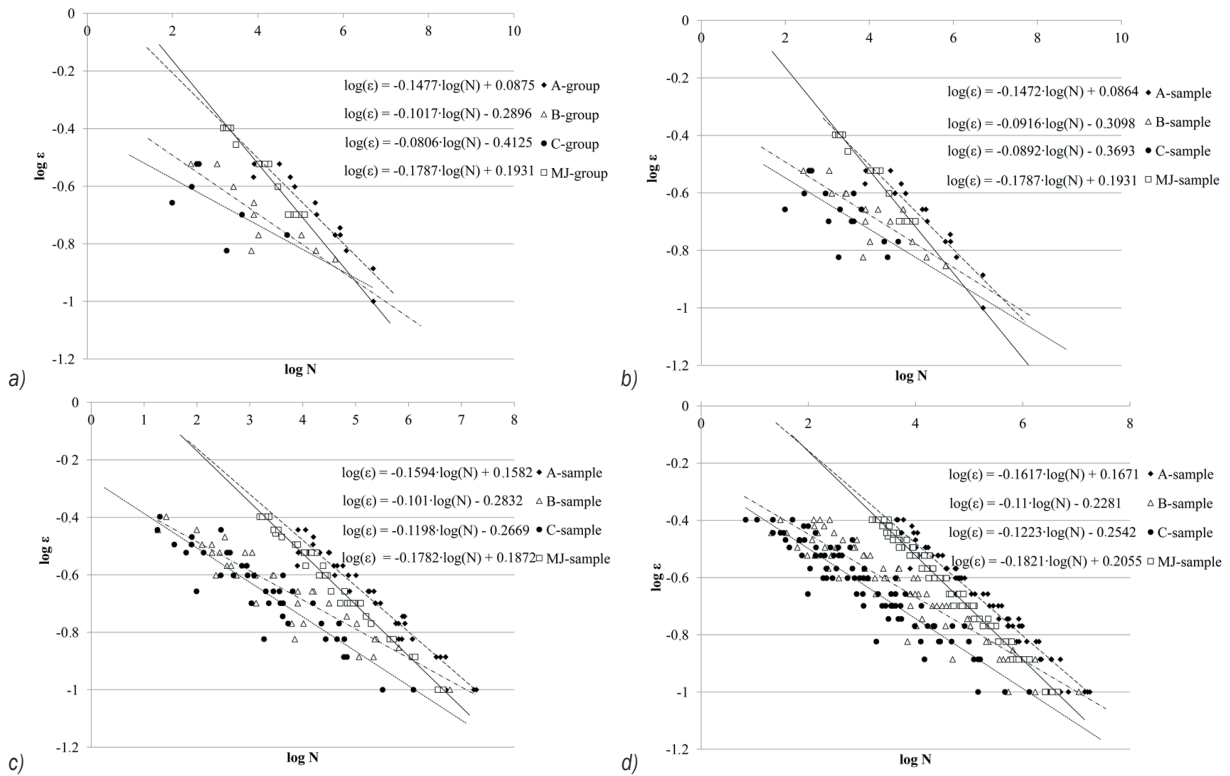 0
0 2 4 6 8 10
-0.2
-0.4
-0.6
-0.8
-1
-1.2
log ε
log N
log(ε) = -0.1477·log(N) + 0.0875 A-group
log(ε) = -0.1017·log(N) - 0.2896 B-group
log(ε) = -0.0806·log(N) - 0.4125 C-group
log(ε) = -0.1787·log(N) + 0.1931 MJ-group
a)
0
0 2 4 6 8 10
-0.2
-0.4
-0.6
-0.8
-1
-1.2
log ε
log N
log(ε) = -0.1472·log(N) + 0.0864 A-sample
log(ε) = -0.0916·log(N) - 0.3098 B-sample
log(ε) = -0.0892·log(N) - 0.3693 C-sample
log(ε) = -0.1787·log(N) + 0.1931 MJ-sample
b)
0
0 1 2 3 4 5 6 7 8
-0.2
-0.4
-0.6
-0.8
-1
-1.2
log ε
log N
log(ε) = -0.1594·log(N) + 0.1582 A-sample
log(ε) = -0.101·log(N) - 0.2832 B-sample
log(ε) = -0.1198·log(N) - 0.2669 C-sample
log(ε) = -0.1782·log(N) + 0.1872 MJ-sample
c)
0
0 2 4 6 8
-0.2
-0.4
-0.6
-0.8
-1
-1.2
log ε
log N
log(ε) = -0.1617·log(N) + 0.1671 A-sample
log(ε) = -0.11·log(N) - 0.2281 B-sample
log(ε) = -0.1223·log(N) - 0.2542 C-sample
log(ε) = -0.1821·log(N) + 0.2055 MJ-sample
d)